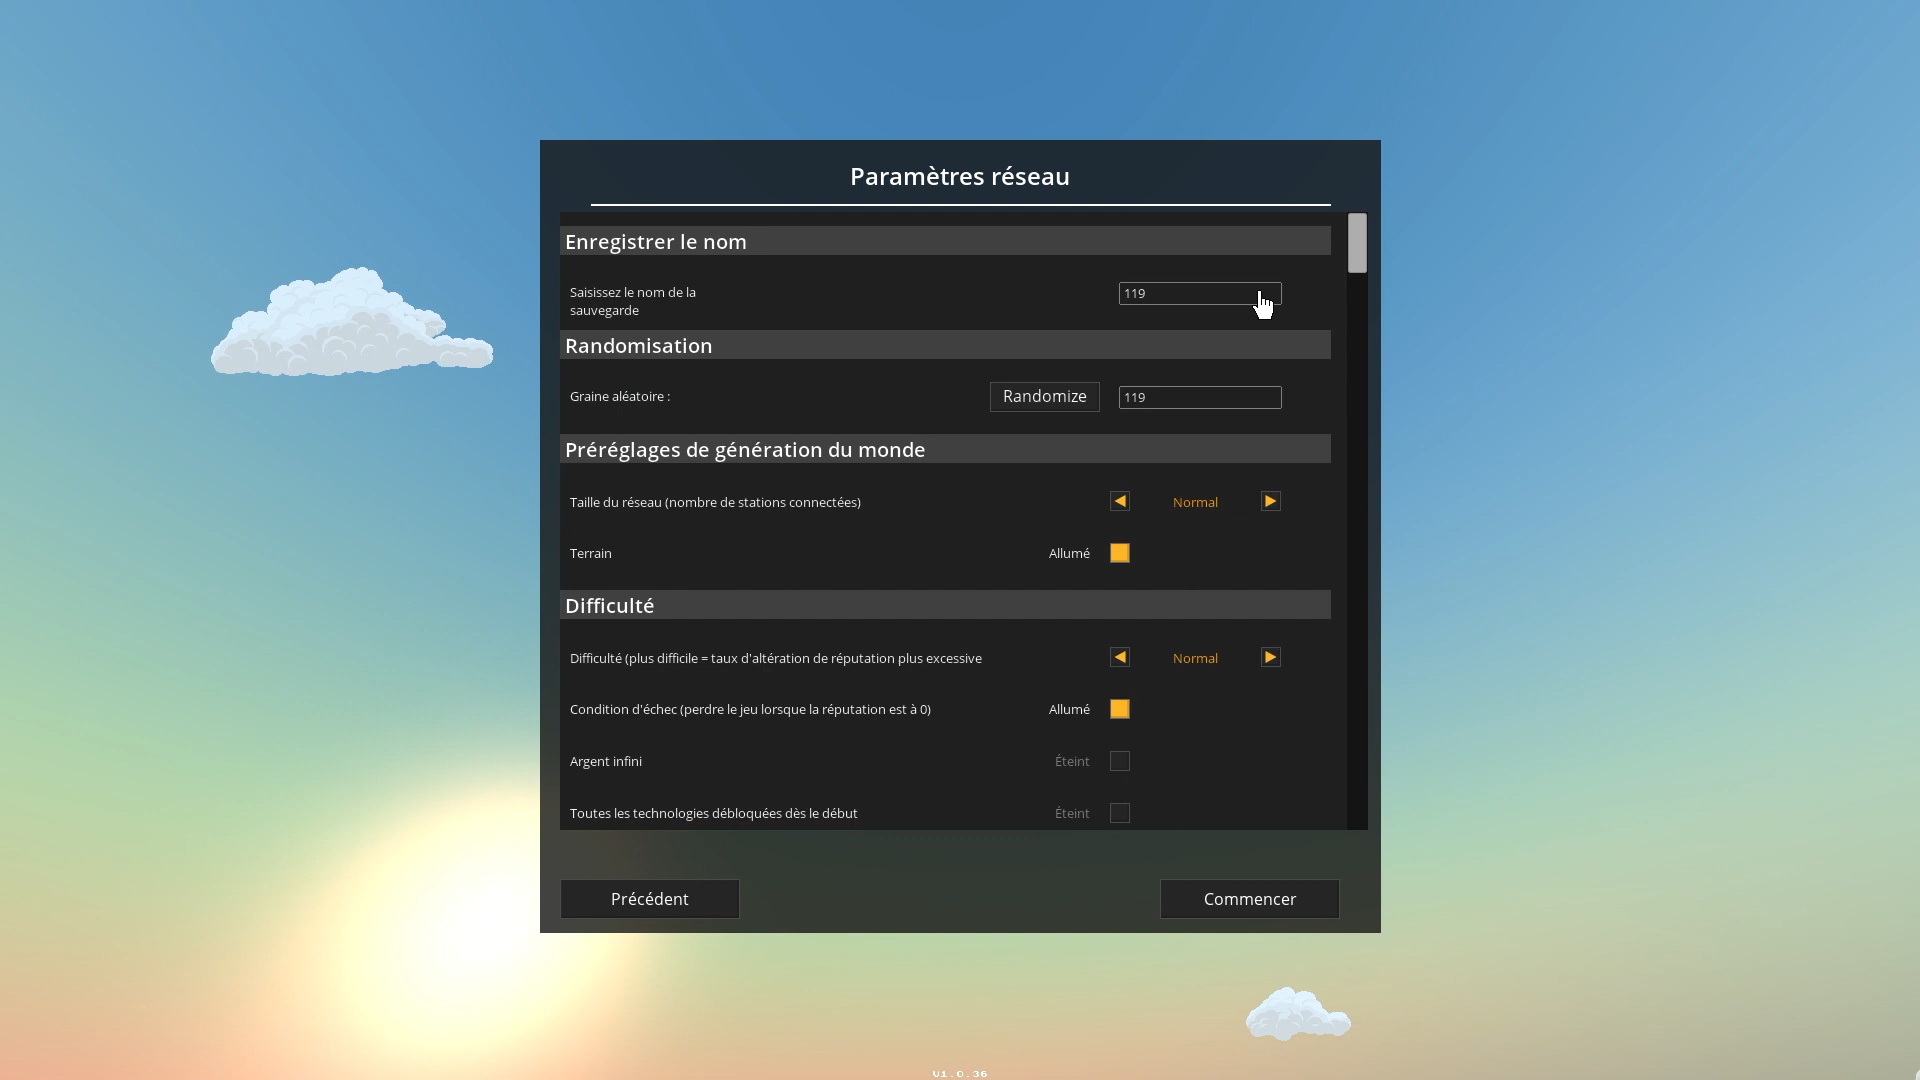 Paramètres réseau
Enregistrer le nom
Saisissez le nom de la
sauvegarde
119
Randomisation
Graine aléatoire :
Randomize
119
Préréglages de génération du monde
Taille du réseau (nombre de stations connectées)
Normal
Terrain
Allumé
Difficulté
Difficulté (plus difficile = taux d'altération de réputation plus excessive
Normal
Condition d'échec (perdre le jeu lorsque la réputation est à 0)
Allumé
Argent infini
Éteint
Toutes les technologies débloquées dès le début
Éteint
Précédent
Commencer
V1.0.36